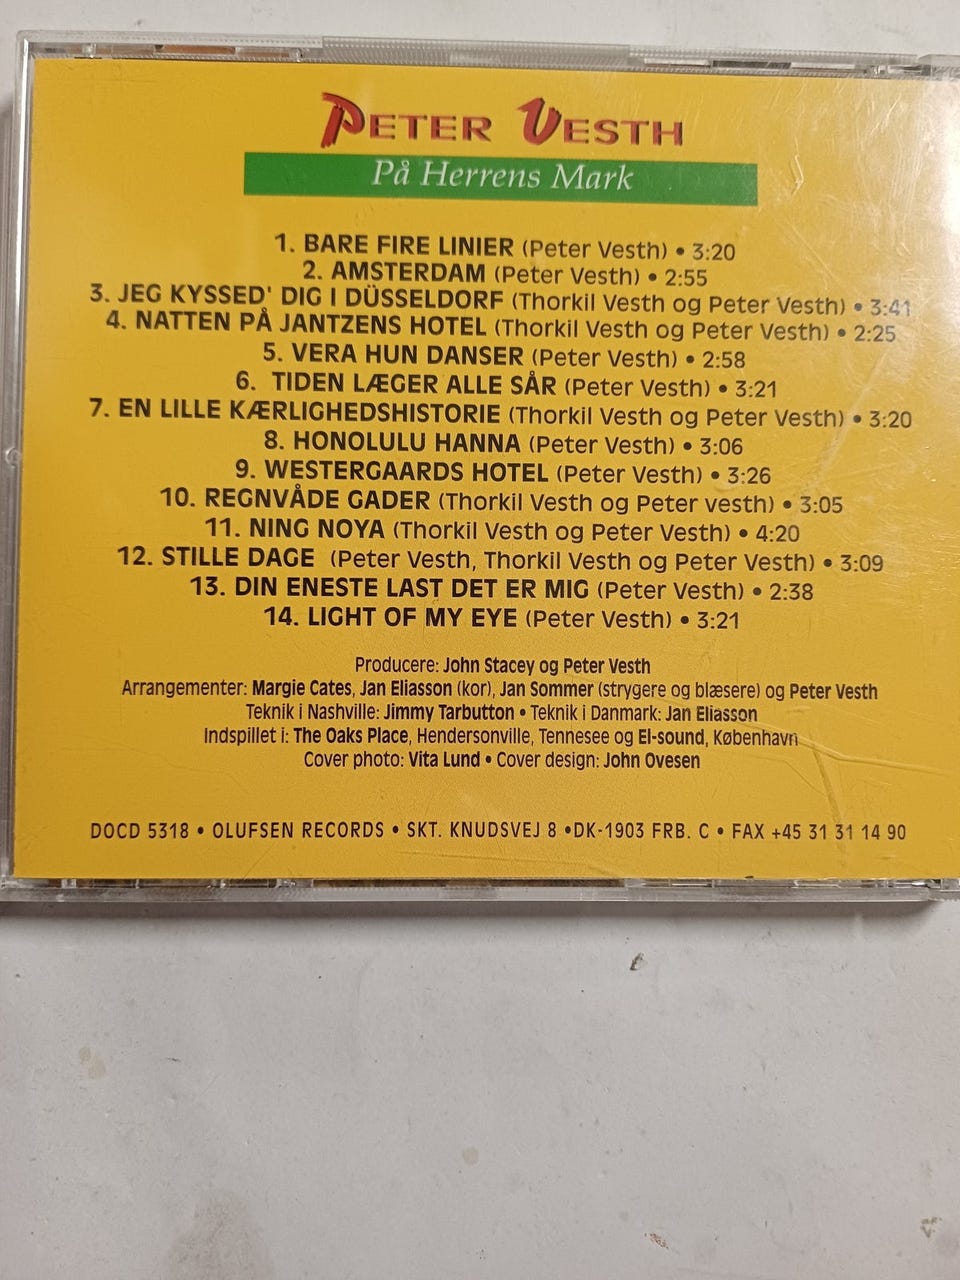 PETER VESTH
På Herrens Mark
1. BARE FIRE LINIER (Peter Vesth) • 3:20
2. AMSTERDAM (Peter Vesth) • 2:55
3. JEG KYSSED' DIG I DÜSSELDORF (Thorkil Vesth og Peter Vesth) • 3:41
4. NATTEN PÅ JANTZENS HOTEL (Thorkil Vesth og Peter Vesth) • 2:25
5. VERA HUN DANSER (Peter Vesth) • 2:58
6. TIDEN LÆGER ALLE SÅR (Peter Vesth) • 3:21
7. EN LILLE KÆRLIGHEDSHISTORIE (Thorkil Vesth og Peter Vesth) • 3:20
8. HONOLULU HANNA (Peter Vesth) • 3:06
9. WESTERGAARDS HOTEL (Peter Vesth) • 3:26
10. REGNVÅDE GADER (Thorkil Vesth og Peter vesth) • 3:05
11. NING NOYA (Thorkil Vesth og Peter Vesth) • 4:20
12. STILLE DAGE (Peter Vesth, Thorkil Vesth og Peter Vesth) • 3:09
13. DIN ENESTE LAST DET ER MIG (Peter Vesth) • 2:38
14. LIGHT OF MY EYE (Peter Vesth) • 3:21
Producere: John Stacey og Peter Vesth
Arrangementer: Margie Cates, Jan Eliasson (kor), Jan Sommer (strygere og blæsere) og Peter Vesth
Teknik i Nashville: Jimmy Tarbutton • Teknik i Danmark: Jan Eliasson
Indspillet i: The Oaks Place, Hendersonville, Tennesee og El-sound, København
Cover photo: Vita Lund • Cover design: John Ovesen
DOCD 5318 • OLUFSEN RECORDS • SKT. KNUDSVEJ 8 •DK-1903 FRB. C • FAX +45 31 31 14 90